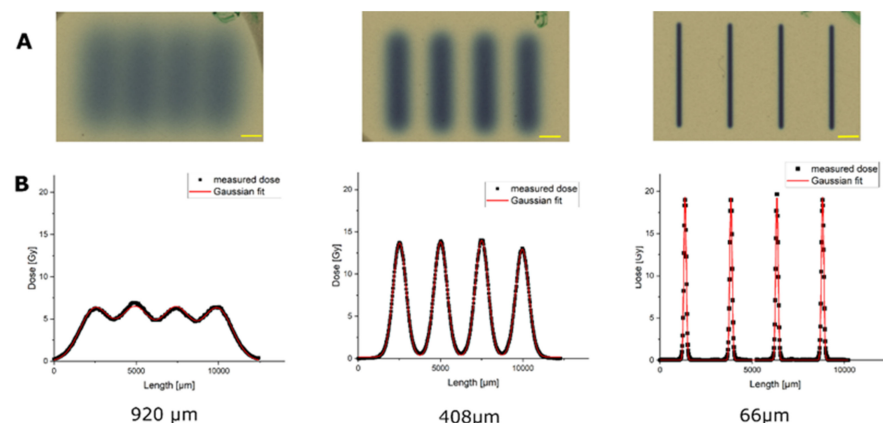 A
B
measured dose
Gaussian fit
Dose [Gy]
20
15
10
5
0
0
5000
10000
Length [µm]
920 µm
measured dose
Gaussian fit
Dose [Gy]
20
15
10
5
0
0
5000
10000
Length [µm]
408µm
measured dose
Gaussian fit
Dose [Gy]
20
15
10
5
0
0
5000
10000
Length [µm]
66µm